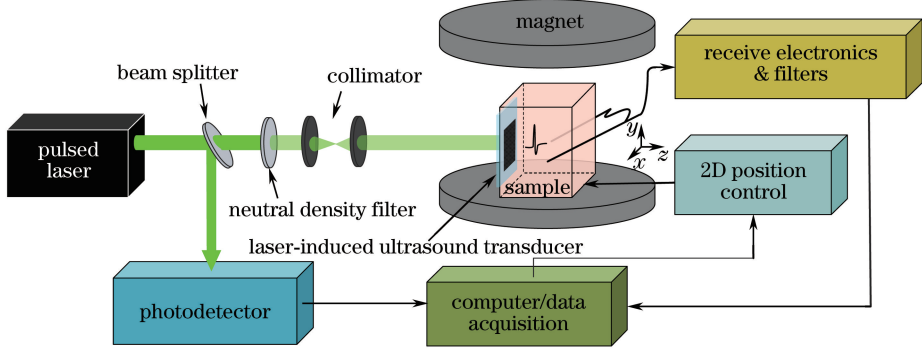 magnet
receive electronics
& filters
beam splitter
collimator
pulsed
laser
y
x
z
sample
2D position
control
neutral density filter
laser-induced ultrasound transducer
photodetector
computer/data
acquisition